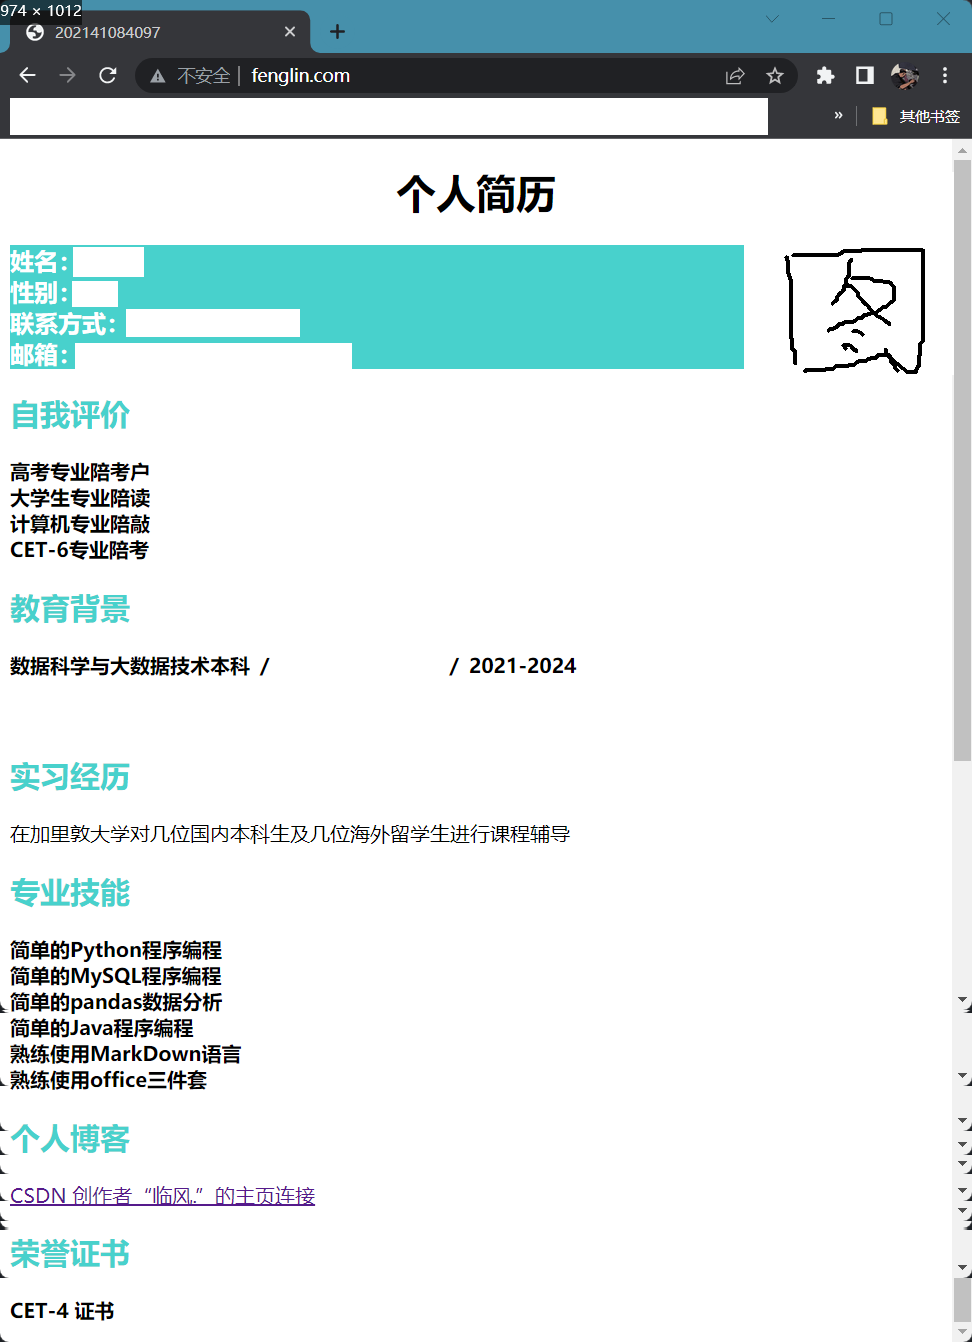 974 × 1012
202141084097
不安全 | fenglin.com
» 其他书签
个人简历
姓名：
性别：
联系方式：
邮箱：
图
自我评价
高考专业陪考户
大学生专业陪读
计算机专业陪敲
CET-6专业陪考
教育背景
数据科学与大数据技术本科 / / 2021-2024
实习经历
在加里敦大学对几位国内本科生及几位海外留学生进行课程辅导
专业技能
简单的Python程序编程
简单的MySQL程序编程
简单的pandas数据分析
简单的Java程序编程
熟练使用MarkDown语言
熟练使用office三件套
个人博客
CSDN 创作者“临风.”的主页连接
荣誉证书
CET-4 证书